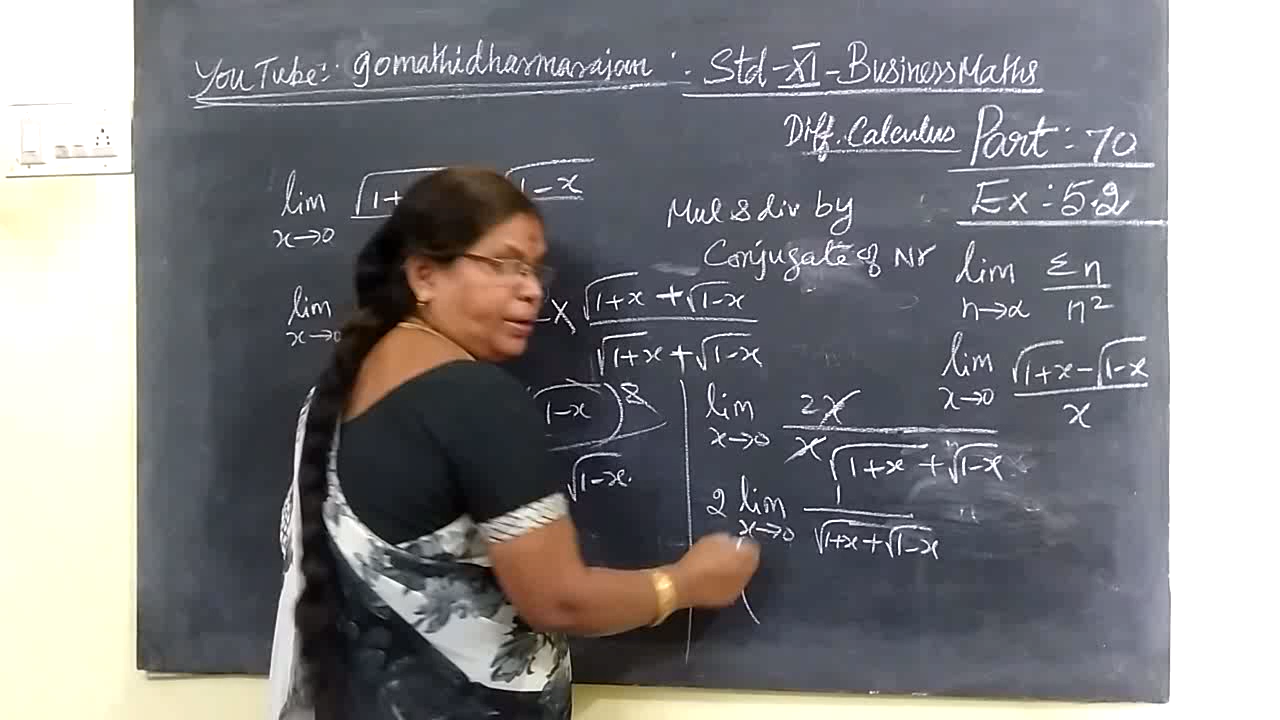 YouTube:· gomathidharmarajan :- Std-XI-Business Maths
Diff. Calculus Part: 70
Ex: 5.2
lim x→0 √1+ √1-x
Mul & div by
Conjugate of Nr
lim n→α Σn / n²
lim x→0 × √1+x + √1-x / √1+x + √1-x
lim x→0 √1+x - √1-x / x
1-x)
√1-x
lim x→0 2x / x √1+x + √1-x
2 lim x→0 1 / √1+x + √1-x